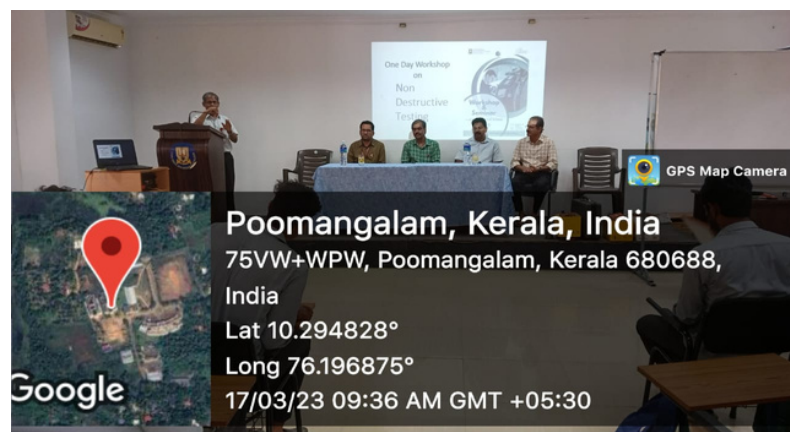 One Day Workshop
on
Non
Destructive
Testing
Workshop
GPS Map Camera
Poomangalam, Kerala, India
75VW+WPW, Poomangalam, Kerala 680688,
India
Lat 10.294828°
Long 76.196875°
17/03/23 09:36 AM GMT +05:30
Google